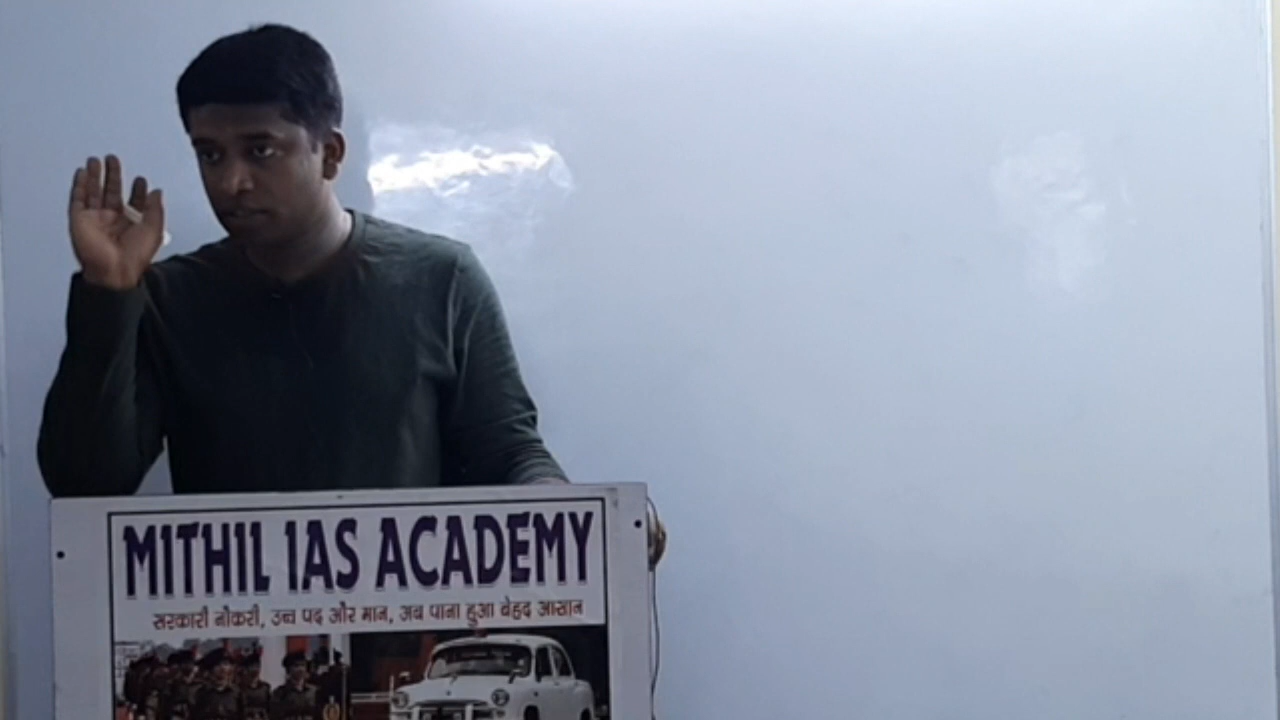 MITHIL IAS ACADEMY
सरकारी नौकरी, उच्च पद और मान, अब पाना हुआ बेहद आसान